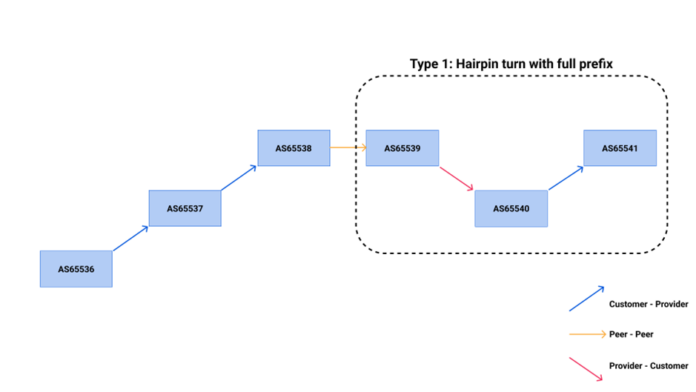 Type 1: Hairpin turn with full prefix
AS65538
AS65539
AS65541
AS65537
AS65540
AS65536
Customer - Provider
Peer - Peer
Provider - Customer